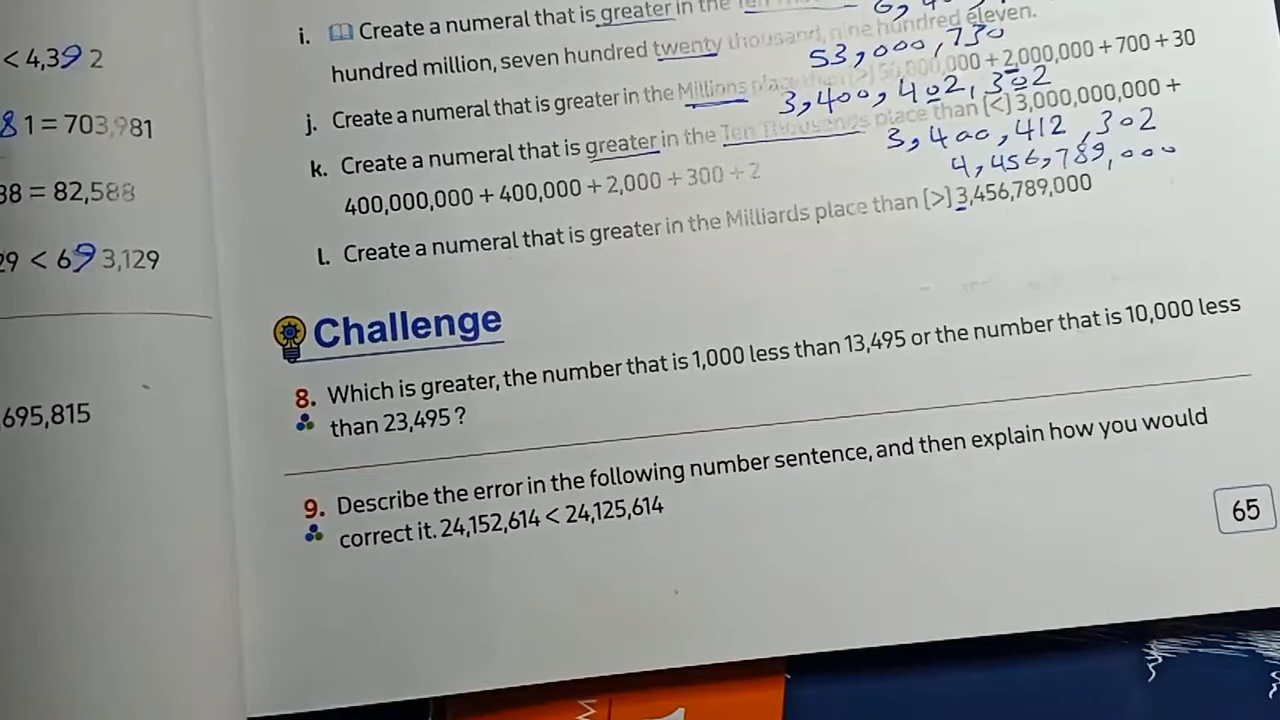 < 4,392
81 = 703,981
38 = 82,588
29 < 693,129
695,815
i. Create a numeral that is greater in the
hundred million, seven hundred twenty thousand, nine hundred eleven.
53,000,730
j. Create a numeral that is greater in the Millions place than [>] 50,000,000 + 2,000,000 + 700 + 30
3,400,402,302
k. Create a numeral that is greater in the Ten Thousands place than [<] 3,000,000,000 +
3,400,412,302
400,000,000 + 400,000 + 2,000 + 300 + 2
4,456,789,000
l. Create a numeral that is greater in the Milliards place than [>] 3,456,789,000
Challenge
8. Which is greater, the number that is 1,000 less than 13,495 or the number that is 10,000 less
than 23,495 ?
9. Describe the error in the following number sentence, and then explain how you would
correct it. 24,152,614 < 24,125,614
65